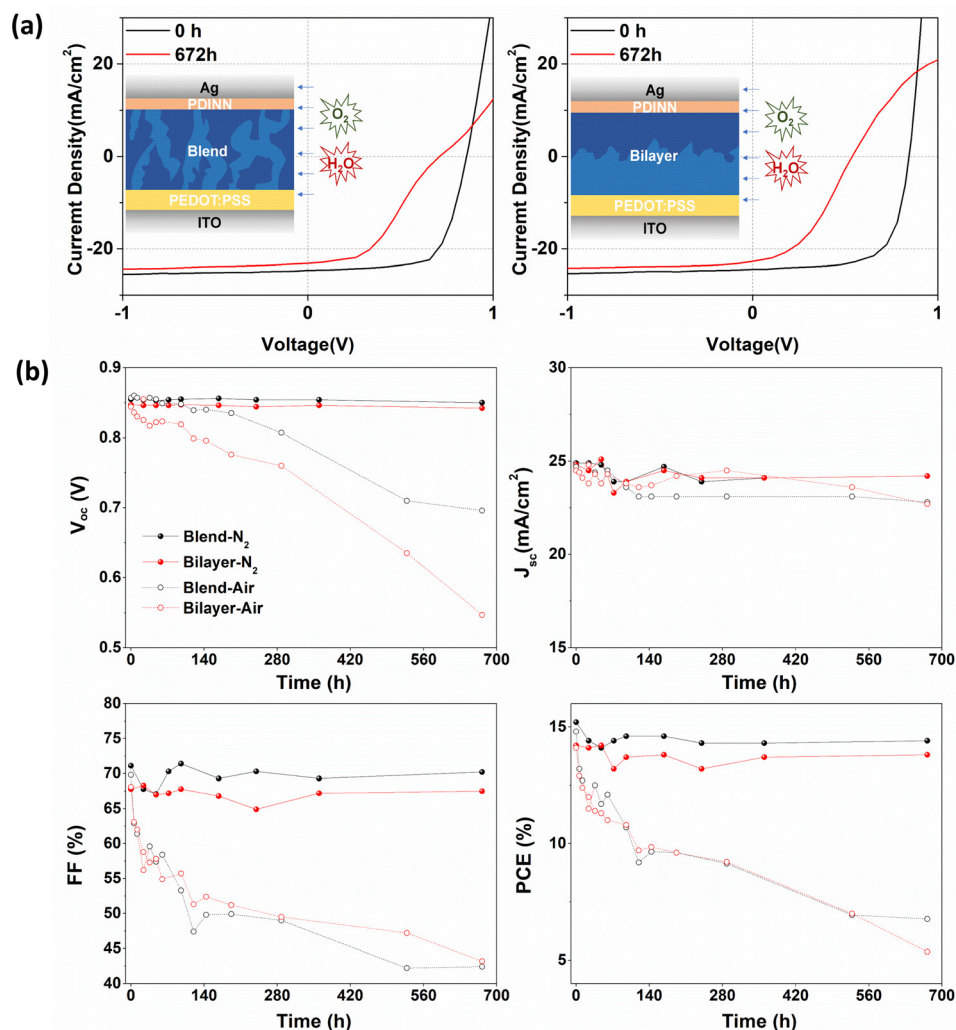 (a)
0 h
672h
Ag
PDINN
Blend
PEDOT:PSS
ITO
O2
H2O
20
0
-20
-1
0
1
Curremt Density(mA/cm2)
Voltage(V)
0 h
672h
Ag
PDINN
Bilayer
PEDOT:PSS
ITO
O2
H2O
20
0
-20
-1
0
1
Curremt Density(mA/cm2)
Voltage(V)
(b)
0.9
0.8
0.7
0.6
0.5
Voc (V)
Blend-N2
Bilayer-N2
Blend-Air
Bilayer-Air
0 140 280 420 560 700
Time (h)
30
25
20
15
Jsc(mA/cm2)
0 140 280 420 560 700
Time (h)
80
75
70
65
60
55
50
45
40
FF (%)
0 140 280 420 560 700
Time (h)
15
10
5
PCE (%)
0 140 280 420 560 700
Time (h)